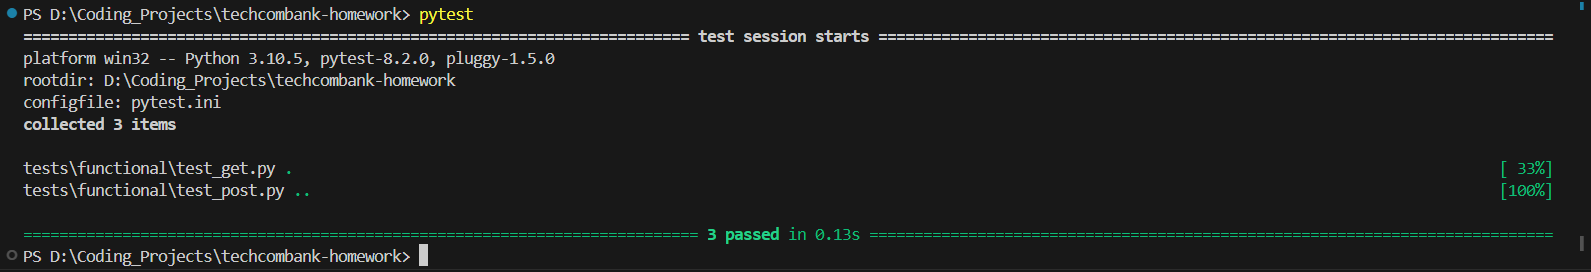 PS D:\Coding_Projects\techcombank-homework> pytest
========================================================================== test session starts ===========================================================================
platform win32 -- Python 3.10.5, pytest-8.2.0, pluggy-1.5.0
rootdir: D:\Coding_Projects\techcombank-homework
configfile: pytest.ini
collected 3 items
tests\functional\test_get.py . [ 33%]
tests\functional\test_post.py .. [100%]
=========================================================================== 3 passed in 0.13s ============================================================================
PS D:\Coding_Projects\techcombank-homework>